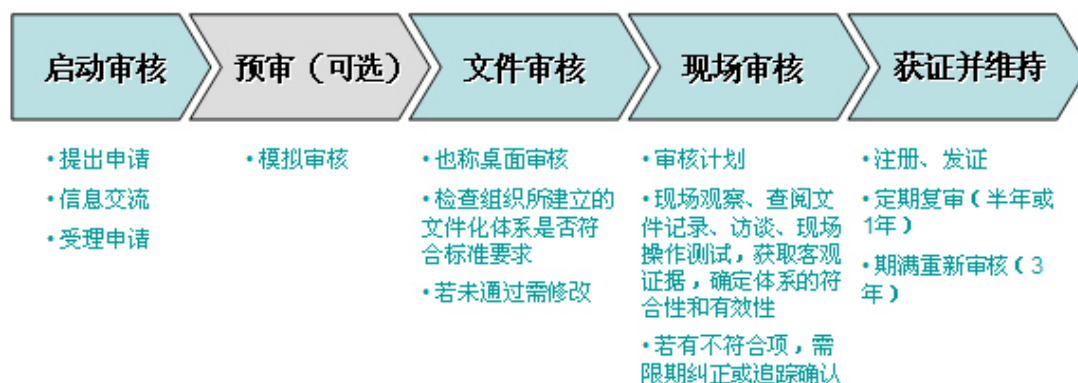 启动审核
预审（可选）
文件审核
现场审核
获证并维持
•提出申请
•信息交流
•受理申请
•模拟审核
•也称桌面审核
•检查组织所建立的
文件化体系是否符
合标准要求
•若未通过需修改
•审核计划
•现场观察、查阅文
件记录、访谈、现场
操作测试，获取客观
证据，确定体系的符
合性和有效性
•若有不符合项，需
限期纠正或追踪确认
•注册、发证
•定期复审（半年或
1年）
•期满重新审核（3
年）